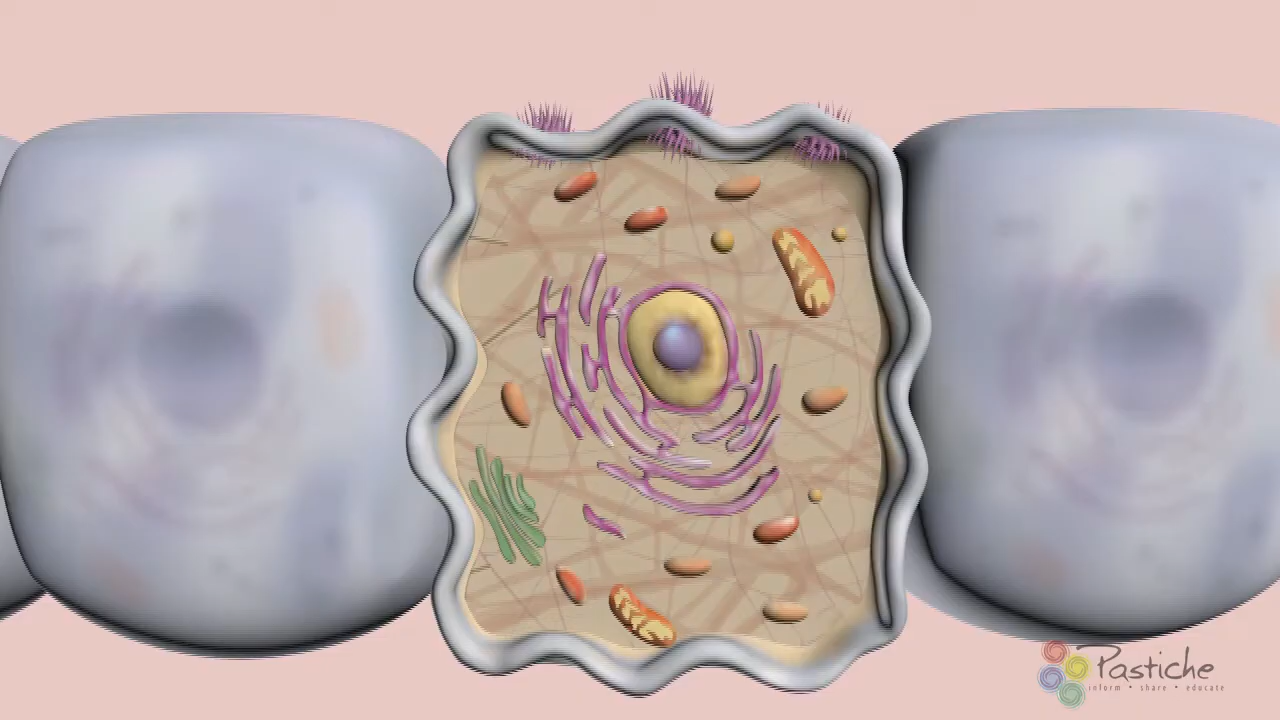 Pastiche
inform • share • educate